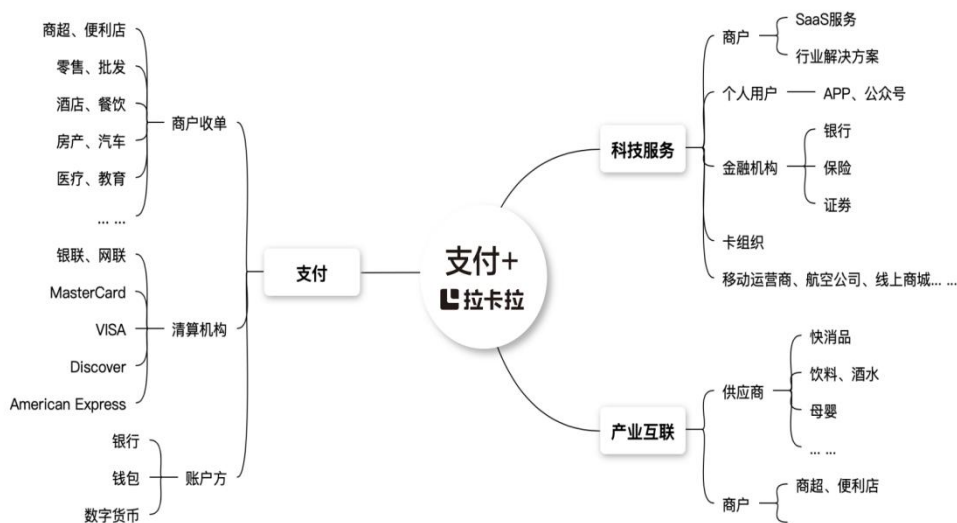 商超、便利店
零售、批发
酒店、餐饮
房产、汽车
医疗、教育
... ...
商户收单
银联、网联
MasterCard
VISA
Discover
American Express
清算机构
银行
钱包
数字货币
账户方
支付
支付+
拉卡拉
科技服务
商户
SaaS服务
行业解决方案
个人用户
APP、公众号
金融机构
银行
保险
证券
卡组织
移动运营商、航空公司、线上商城... ...
产业互联
供应商
快消品
饮料、酒水
母婴
... ...
商户
商超、便利店